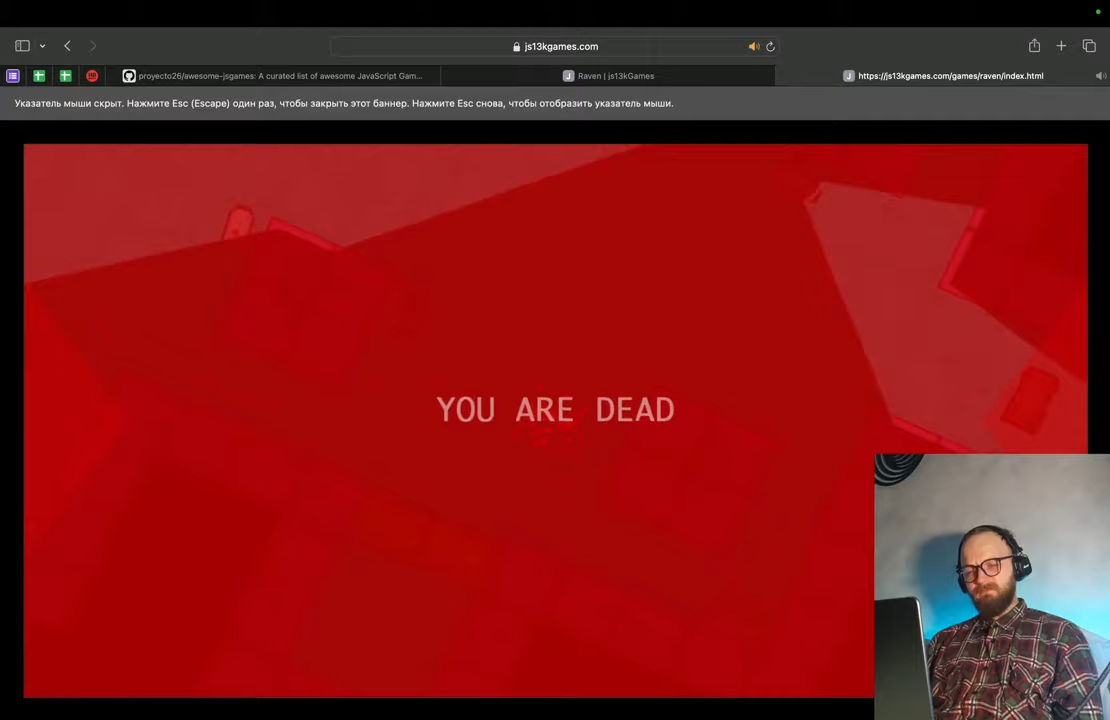 js13kgames.com
proyecto26/awesome-jsgames: A curated list of awesome JavaScript Gam...
Raven | js13kGames
https://js13kgames.com/games/raven/index.html
Указатель мыши скрыт. Нажмите Esc (Escape) один раз, чтобы закрыть этот баннер. Нажмите Esc снова, чтобы отобразить указатель мыши.
YOU ARE DEAD